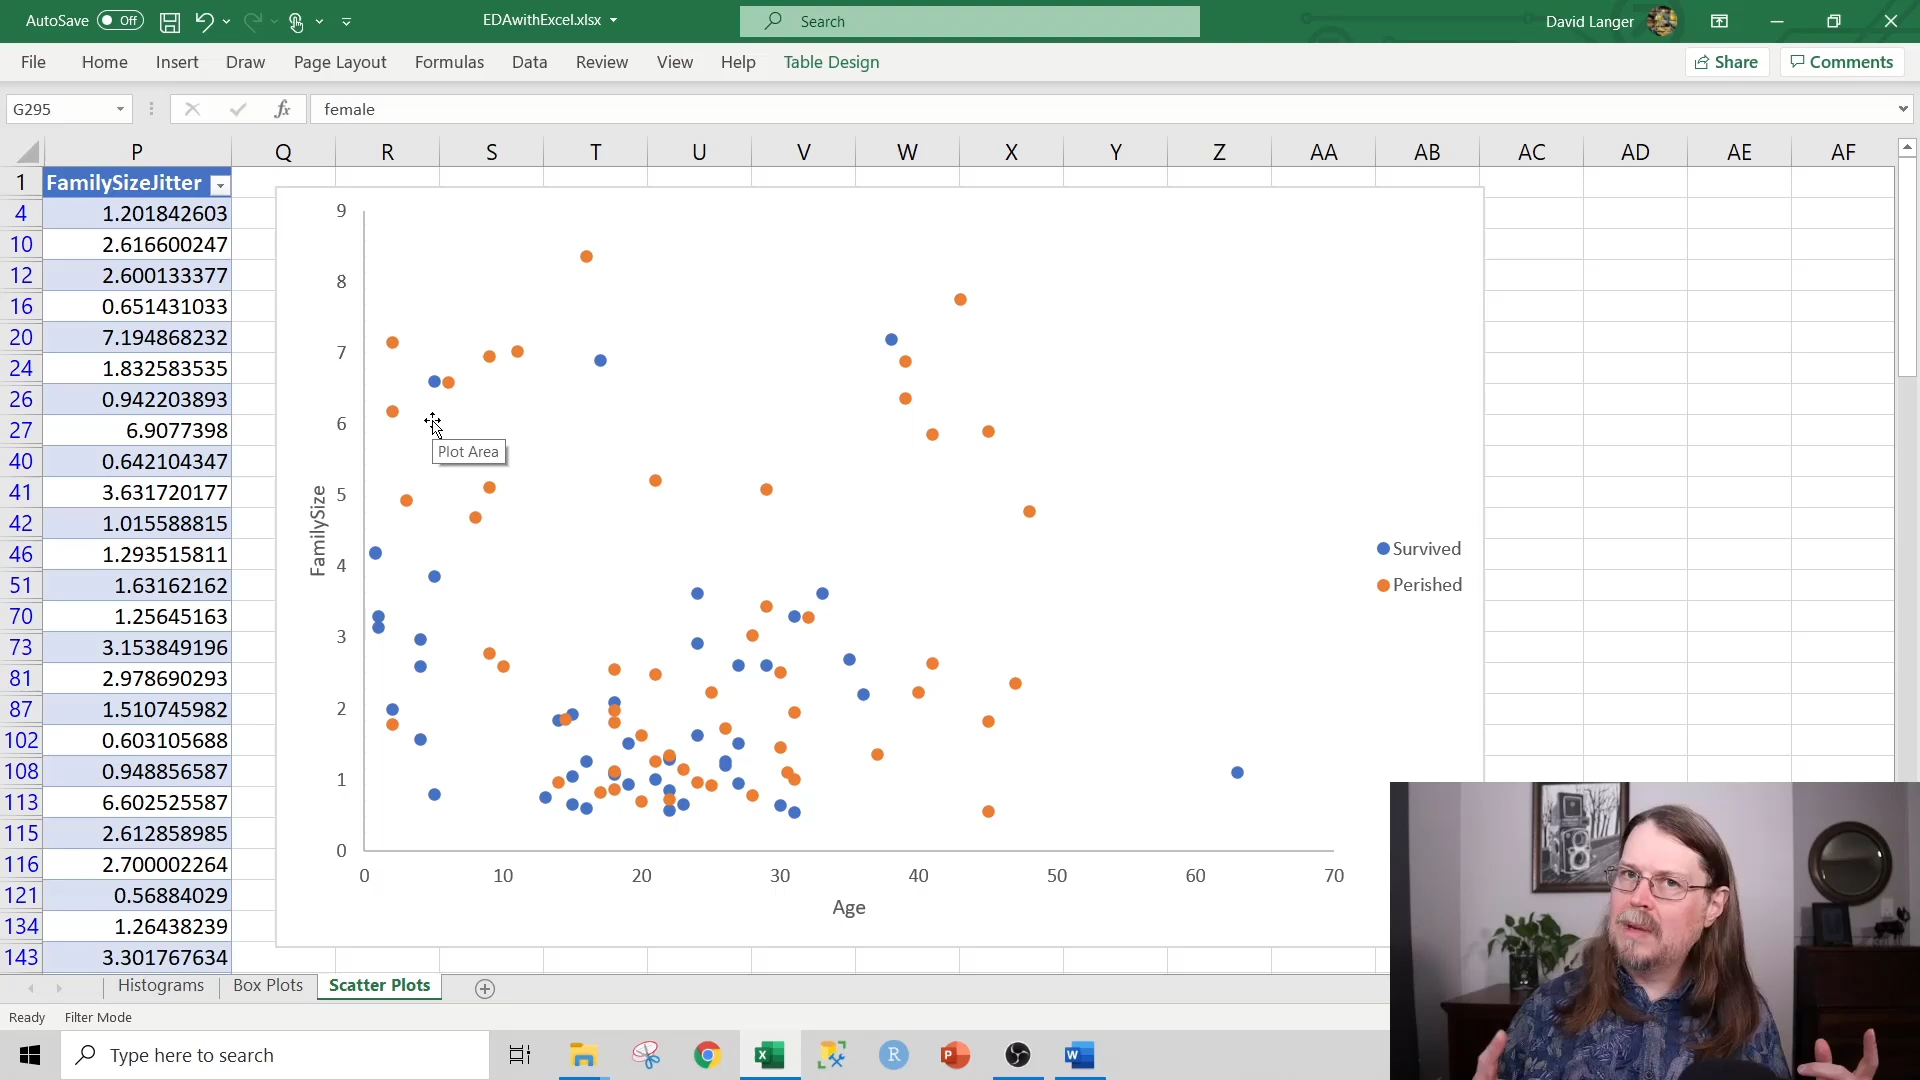 AutoSave Off EDAwithExcel.xlsx Search David Langer
File Home Insert Draw Page Layout Formulas Data Review View Help Table Design Share Comments
G295 fx female
P Q R S T U V W X Y Z AA AB AC AD AE AF
1 FamilySizeJitter
4 1.201842603
10 2.616600247
12 2.600133377
16 0.651431033
20 7.194868232
24 1.832583535
26 0.942203893
27 6.9077398
40 0.642104347
41 3.631720177
42 1.015588815
46 1.293515811
51 1.63162162
70 1.25645163
73 3.153849196
81 2.978690293
87 1.510745982
102 0.603105688
108 0.948856587
113 6.602525587
115 2.612858985
116 2.700002264
121 0.56884029
134 1.26438239
143 3.301767634
9
8
7
6
5
4
3
2
1
0
FamilySize
Plot Area
Survived
Perished
0 10 20 30 40 50 60 70
Age
Histograms Box Plots Scatter Plots
Ready Filter Mode
Type here to search X R P W